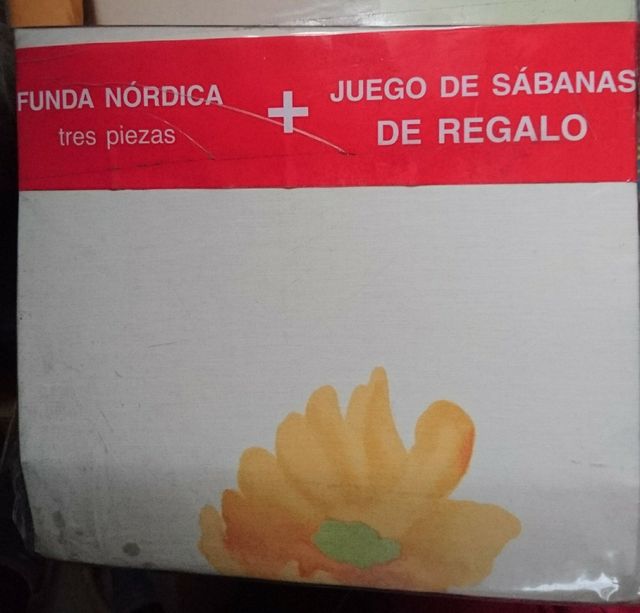 FUNDA NÓRDICA
tres piezas
+
JUEGO DE SÁBANAS
DE REGALO